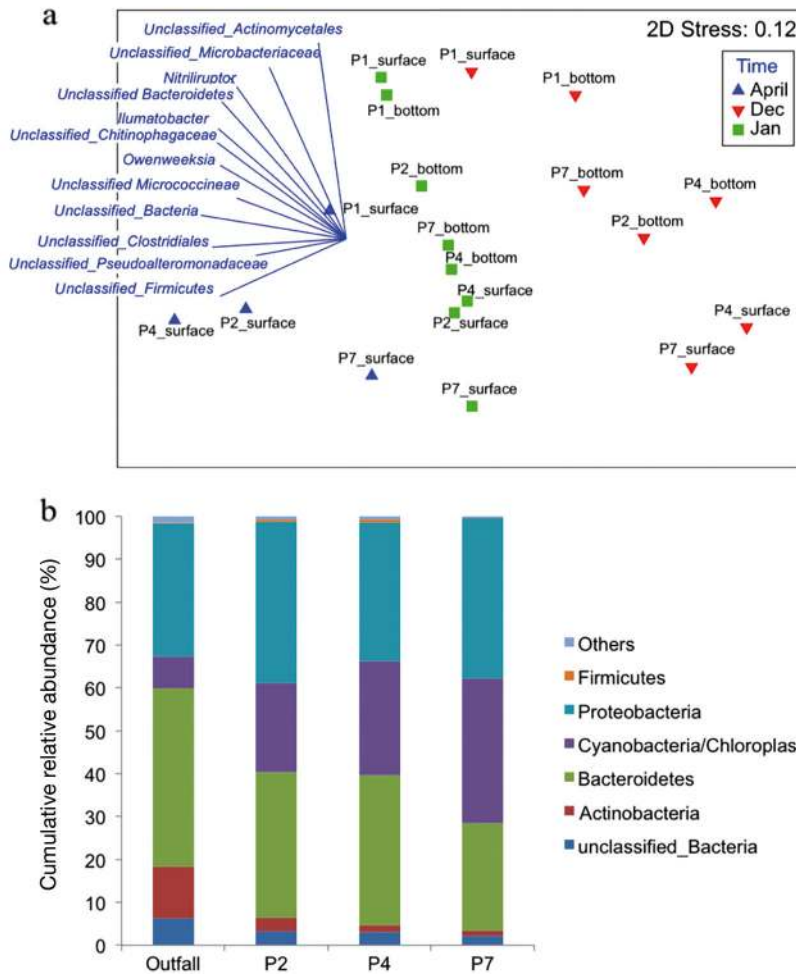 a
2D Stress: 0.12
Time
April
Dec
Jan
Unclassified_Actinomycetales
Unclassified_Microbacteriaceae
Nitriliruptor
Unclassified Bacteroidetes
Ilumatobacter
Unclassified_Chitinophagaceae
Owenweeksia
Unclassified Micrococcineae
Unclassified_Bacteria
Unclassified_Clostridiales
Unclassified_Pseudoalteromonadaceae
Unclassified_Firmicutes
P1_surface
P1_surface
P1_bottom
P1_bottom
P2_bottom
P7_bottom
P4_bottom
P1_surface
P2_bottom
P7_bottom
P4_bottom
P4_surface
P2_surface
P4_surface
P2_surface
P4_surface
P7_surface
P7_surface
P7_surface
b
Cumulative relative abundance (%)
100
90
80
70
60
50
40
30
20
10
0
Outfall P2 P4 P7
Others
Firmicutes
Proteobacteria
Cyanobacteria/Chloroplas
Bacteroidetes
Actinobacteria
unclassified_Bacteria